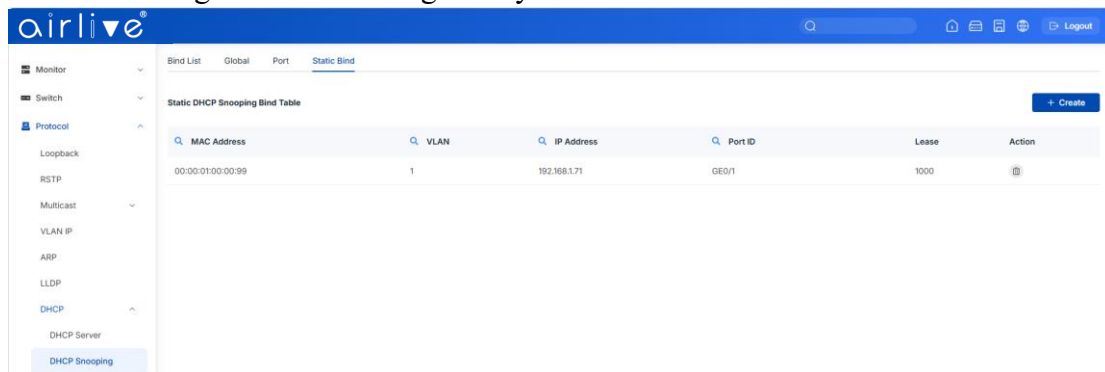 airlive®
Logout
Monitor
Switch
Protocol
Loopback
RSTP
Multicast
VLAN IP
ARP
LLDP
DHCP
DHCP Server
DHCP Snooping
Bind List Global Port Static Bind
Static DHCP Snooping Bind Table
+ Create
MAC Address VLAN IP Address Port ID Lease Action
00:00:01:00:00:99 1 192.168.1.71 GE0/1 1000